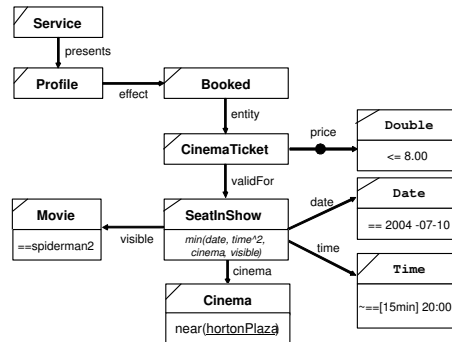 Service
presents
Profile
effect
Booked
entity
price
Double
<= 8.00
CinemaTicket
validFor
Movie
==spiderman2
visible
SeatInShow
min(date, time^2,
cinema, visible)
date
Date
== 2004 -07-10
time
Time
~==[15min] 20:00
cinema
Cinema
near(hortonPlaza)